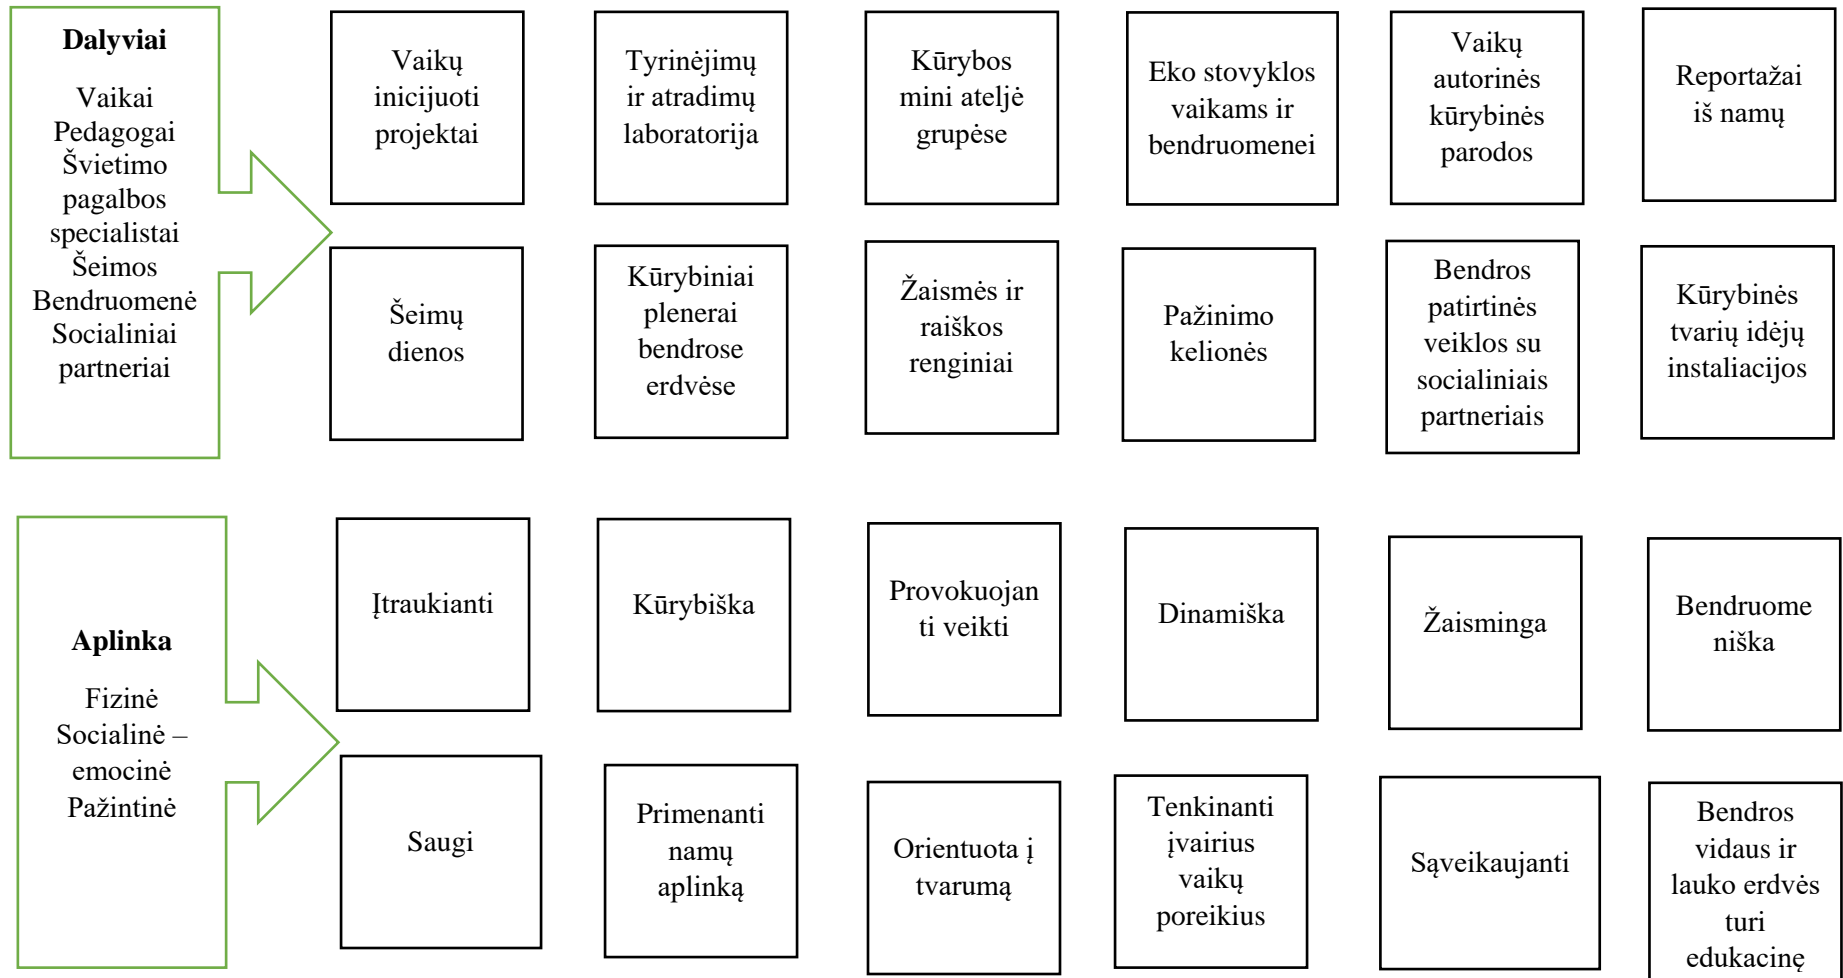 Dalyviai
Vaikai
Pedagogai
Švietimo
pagalbos
specialistai
Šeimos
Bendruomenė
Socialiniai
partneriai
Vaikų
inicijuoti
projektai
Tyrinėjimų
ir atradimų
laboratorija
Kūrybos
mini ateljė
grupėse
Eko stovyklos
vaikams ir
bendruomenei
Vaikų
autorinės
kūrybinės
parodos
Reportažai
iš namų
Šeimų
dienos
Kūrybiniai
plenerai
bendrose
erdvėse
Žaismės ir
raiškos
renginiai
Pažinimo
kelionės
Bendros
patirtinės
veiklos su
socialiniais
partneriais
Kūrybinės
tvarių idėjų
instaliacijos
Aplinka
Fizinė
Socialinė –
emocinė
Pažintinė
Įtraukianti
Kūrybiška
Provokuojan
ti veikti
Dinamiška
Žaisminga
Bendruome
niška
Saugi
Primenanti
namų
aplinką
Orientuota į
tvarumą
Tenkinanti
įvairius
vaikų
poreikius
Sąveikaujanti
Bendros
vidaus ir
lauko erdvės
turi
edukacinę